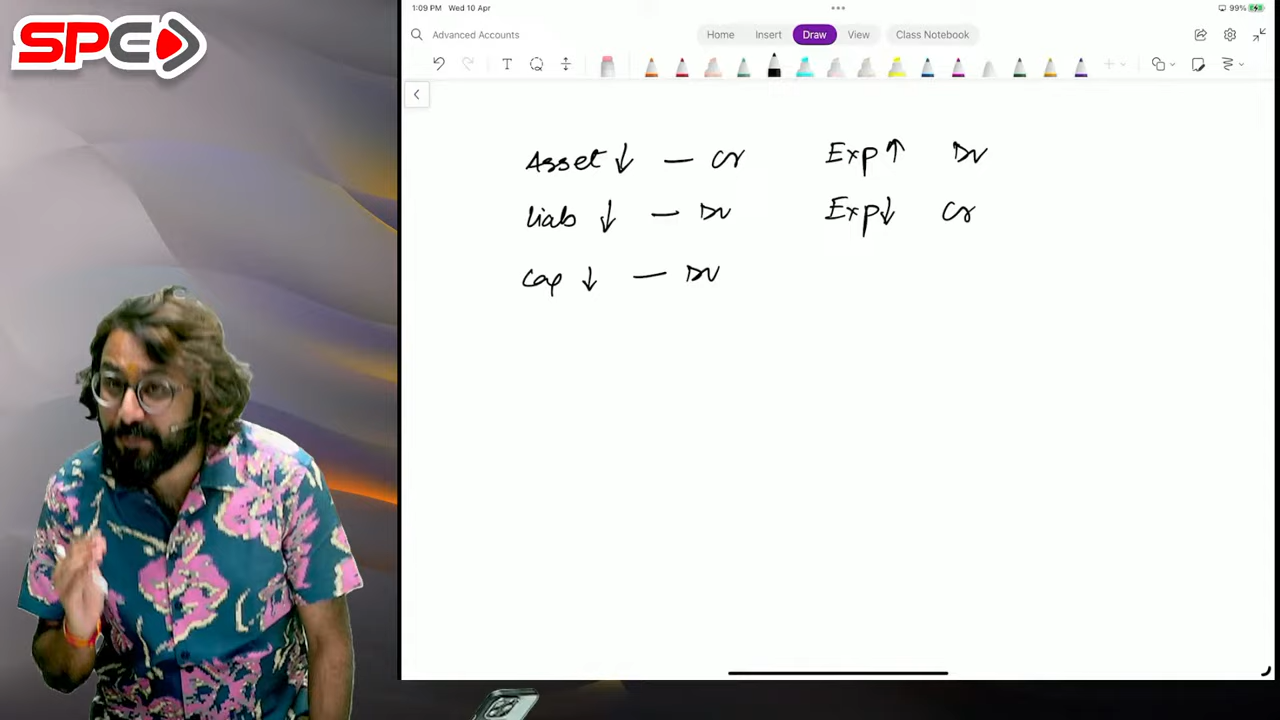 SPC
1:09 PM Wed 10 Apr
99%
Advanced Accounts
Home Insert Draw View Class Notebook
Asset ↓ — Cr Exp ↑ Dr
liab ↓ — Dr Exp ↓ Cr
Cap ↓ — Dr